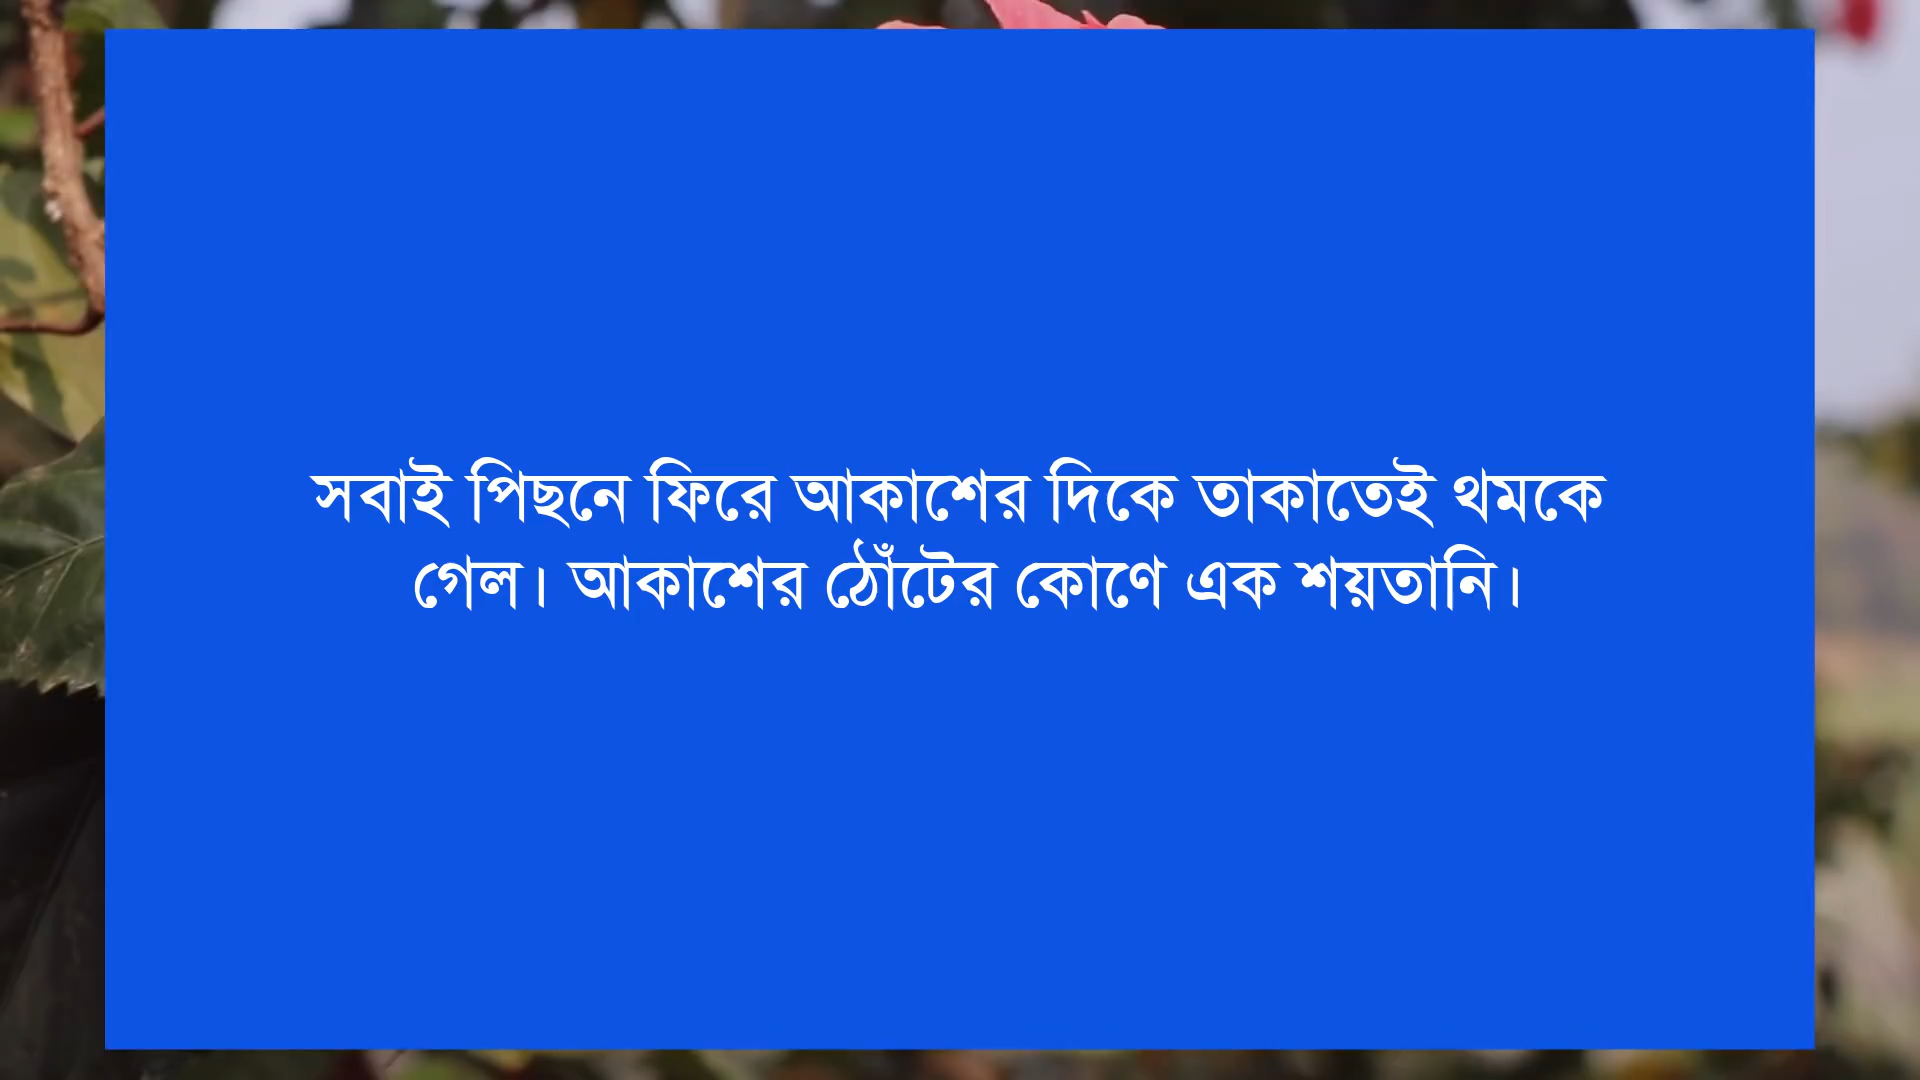 সবাই পিছনে ফিরে আকাশের দিকে তাকাতেই থমকে
গেল। আকাশের ঠোঁটের কোণে এক শয়তানি।